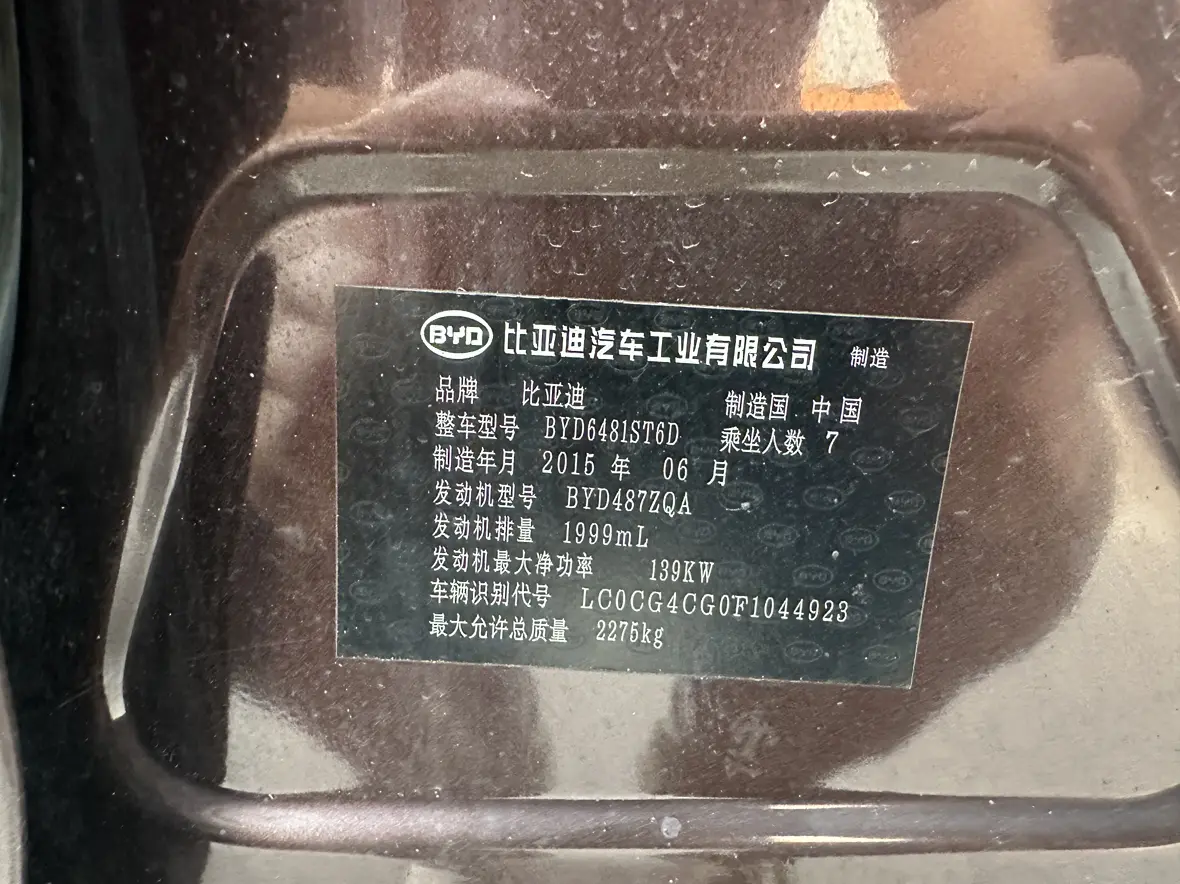 BYD 比亚迪汽车工业有限公司 制造
品牌 比亚迪 制造国 中国
整车型号 BYD6481ST6D 乘坐人数 7
制造年月 2015 年 06 月
发动机型号 BYD487ZQA
发动机排量 1999mL
发动机最大净功率 139KW
车辆识别代号 LC0CG4CG0F1044923
最大允许总质量 2275kg